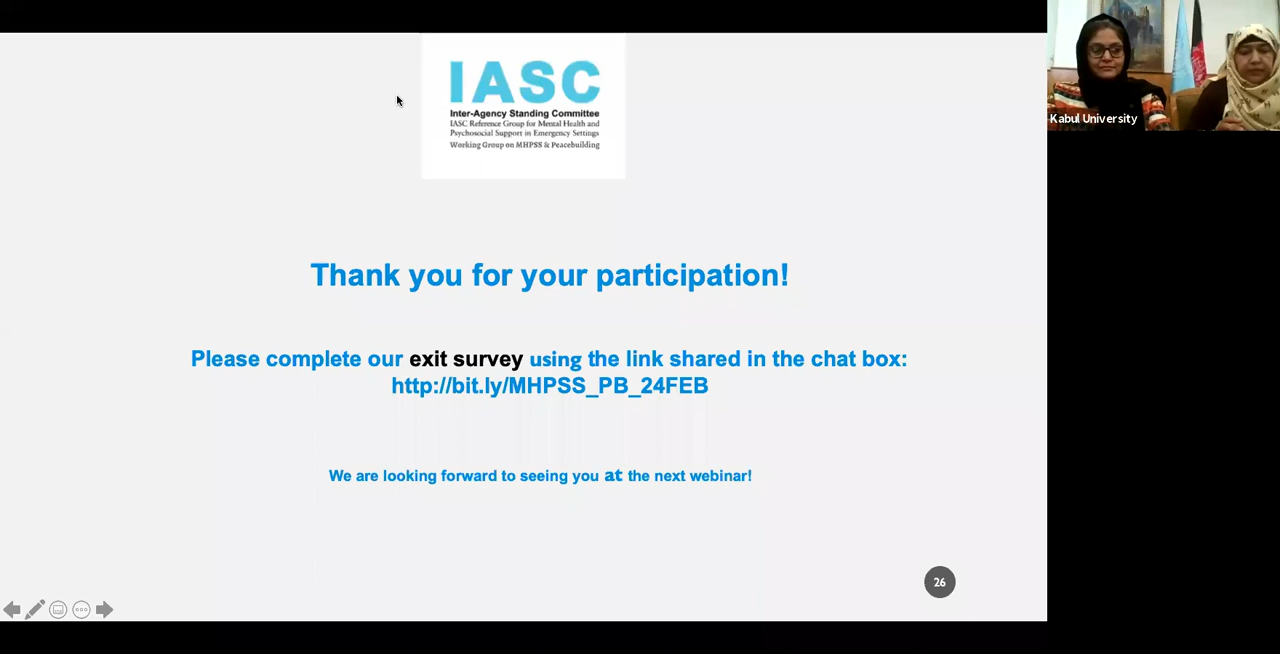 IASC
Inter-Agency Standing Committee
IASC Reference Group for Mental Health and
Psychosocial Support in Emergency Settings
Working Group on MHPSS & Peacebuilding
Kabul University
Thank you for your participation!
Please complete our exit survey using the link shared in the chat box:
http://bit.ly/MHPSS_PB_24FEB
We are looking forward to seeing you at the next webinar!
26